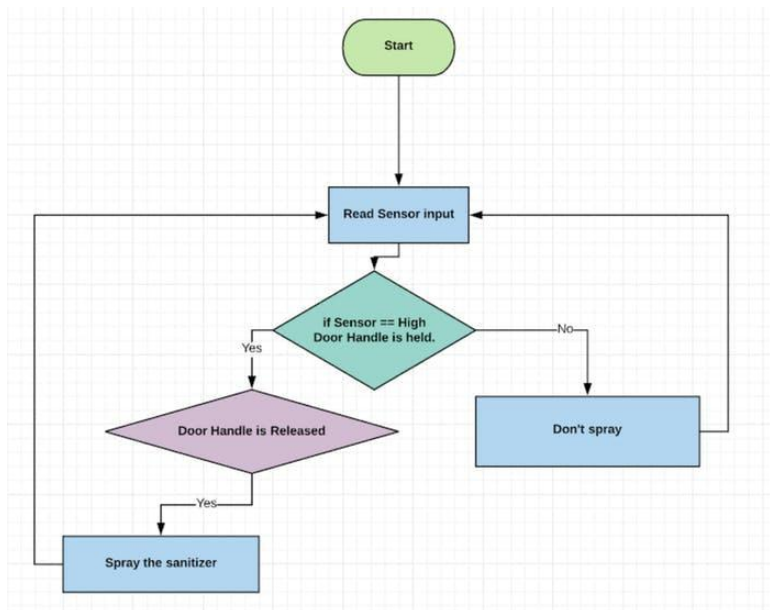 Start
Read Sensor input
if Sensor == High
Door Handle is held.
Yes
No
Door Handle is Released
Don't spray
Yes
Spray the sanitizer